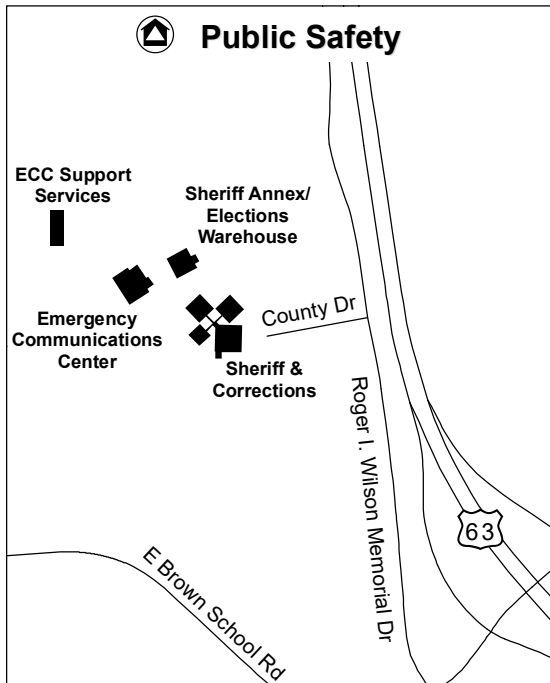 Public Safety
ECC Support
Services
Sheriff Annex/
Elections
Warehouse
Emergency
Communications
Center
County Dr
Sheriff &
Corrections
Roger I. Wilson Memorial Dr
63
E Brown School Rd